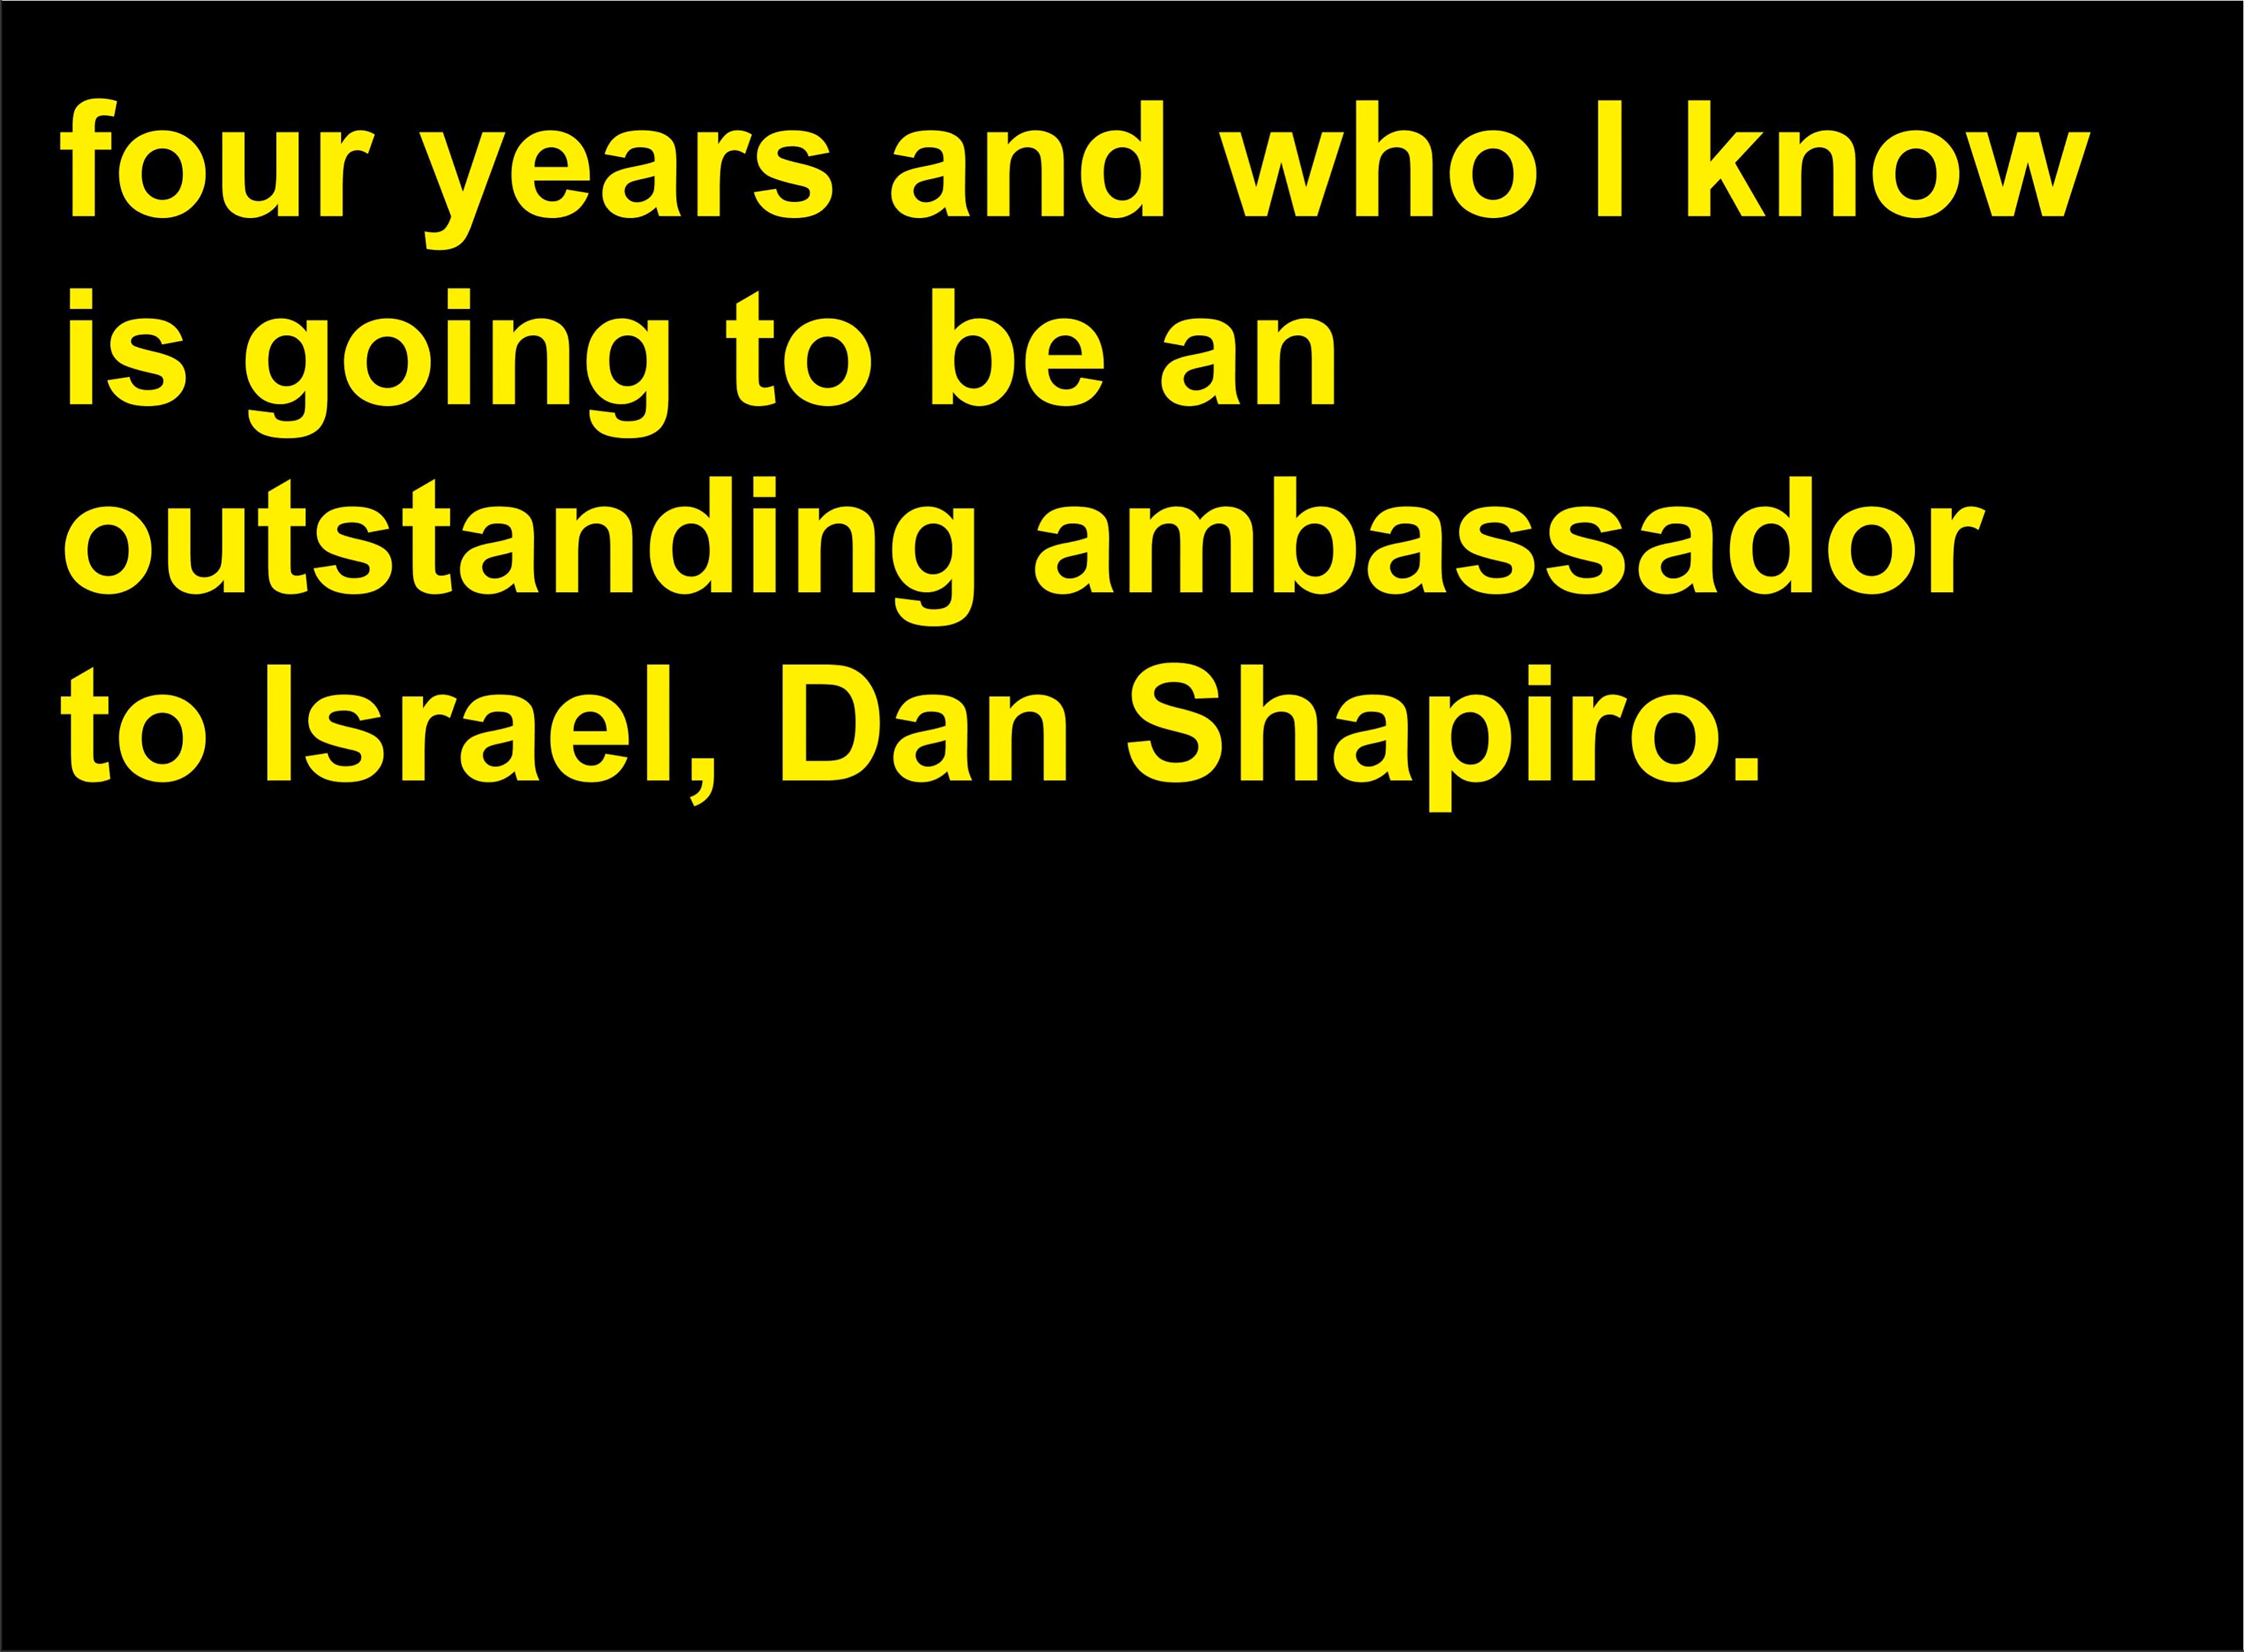 four years and who I know
is going to be an
outstanding ambassador
to Israel, Dan Shapiro.